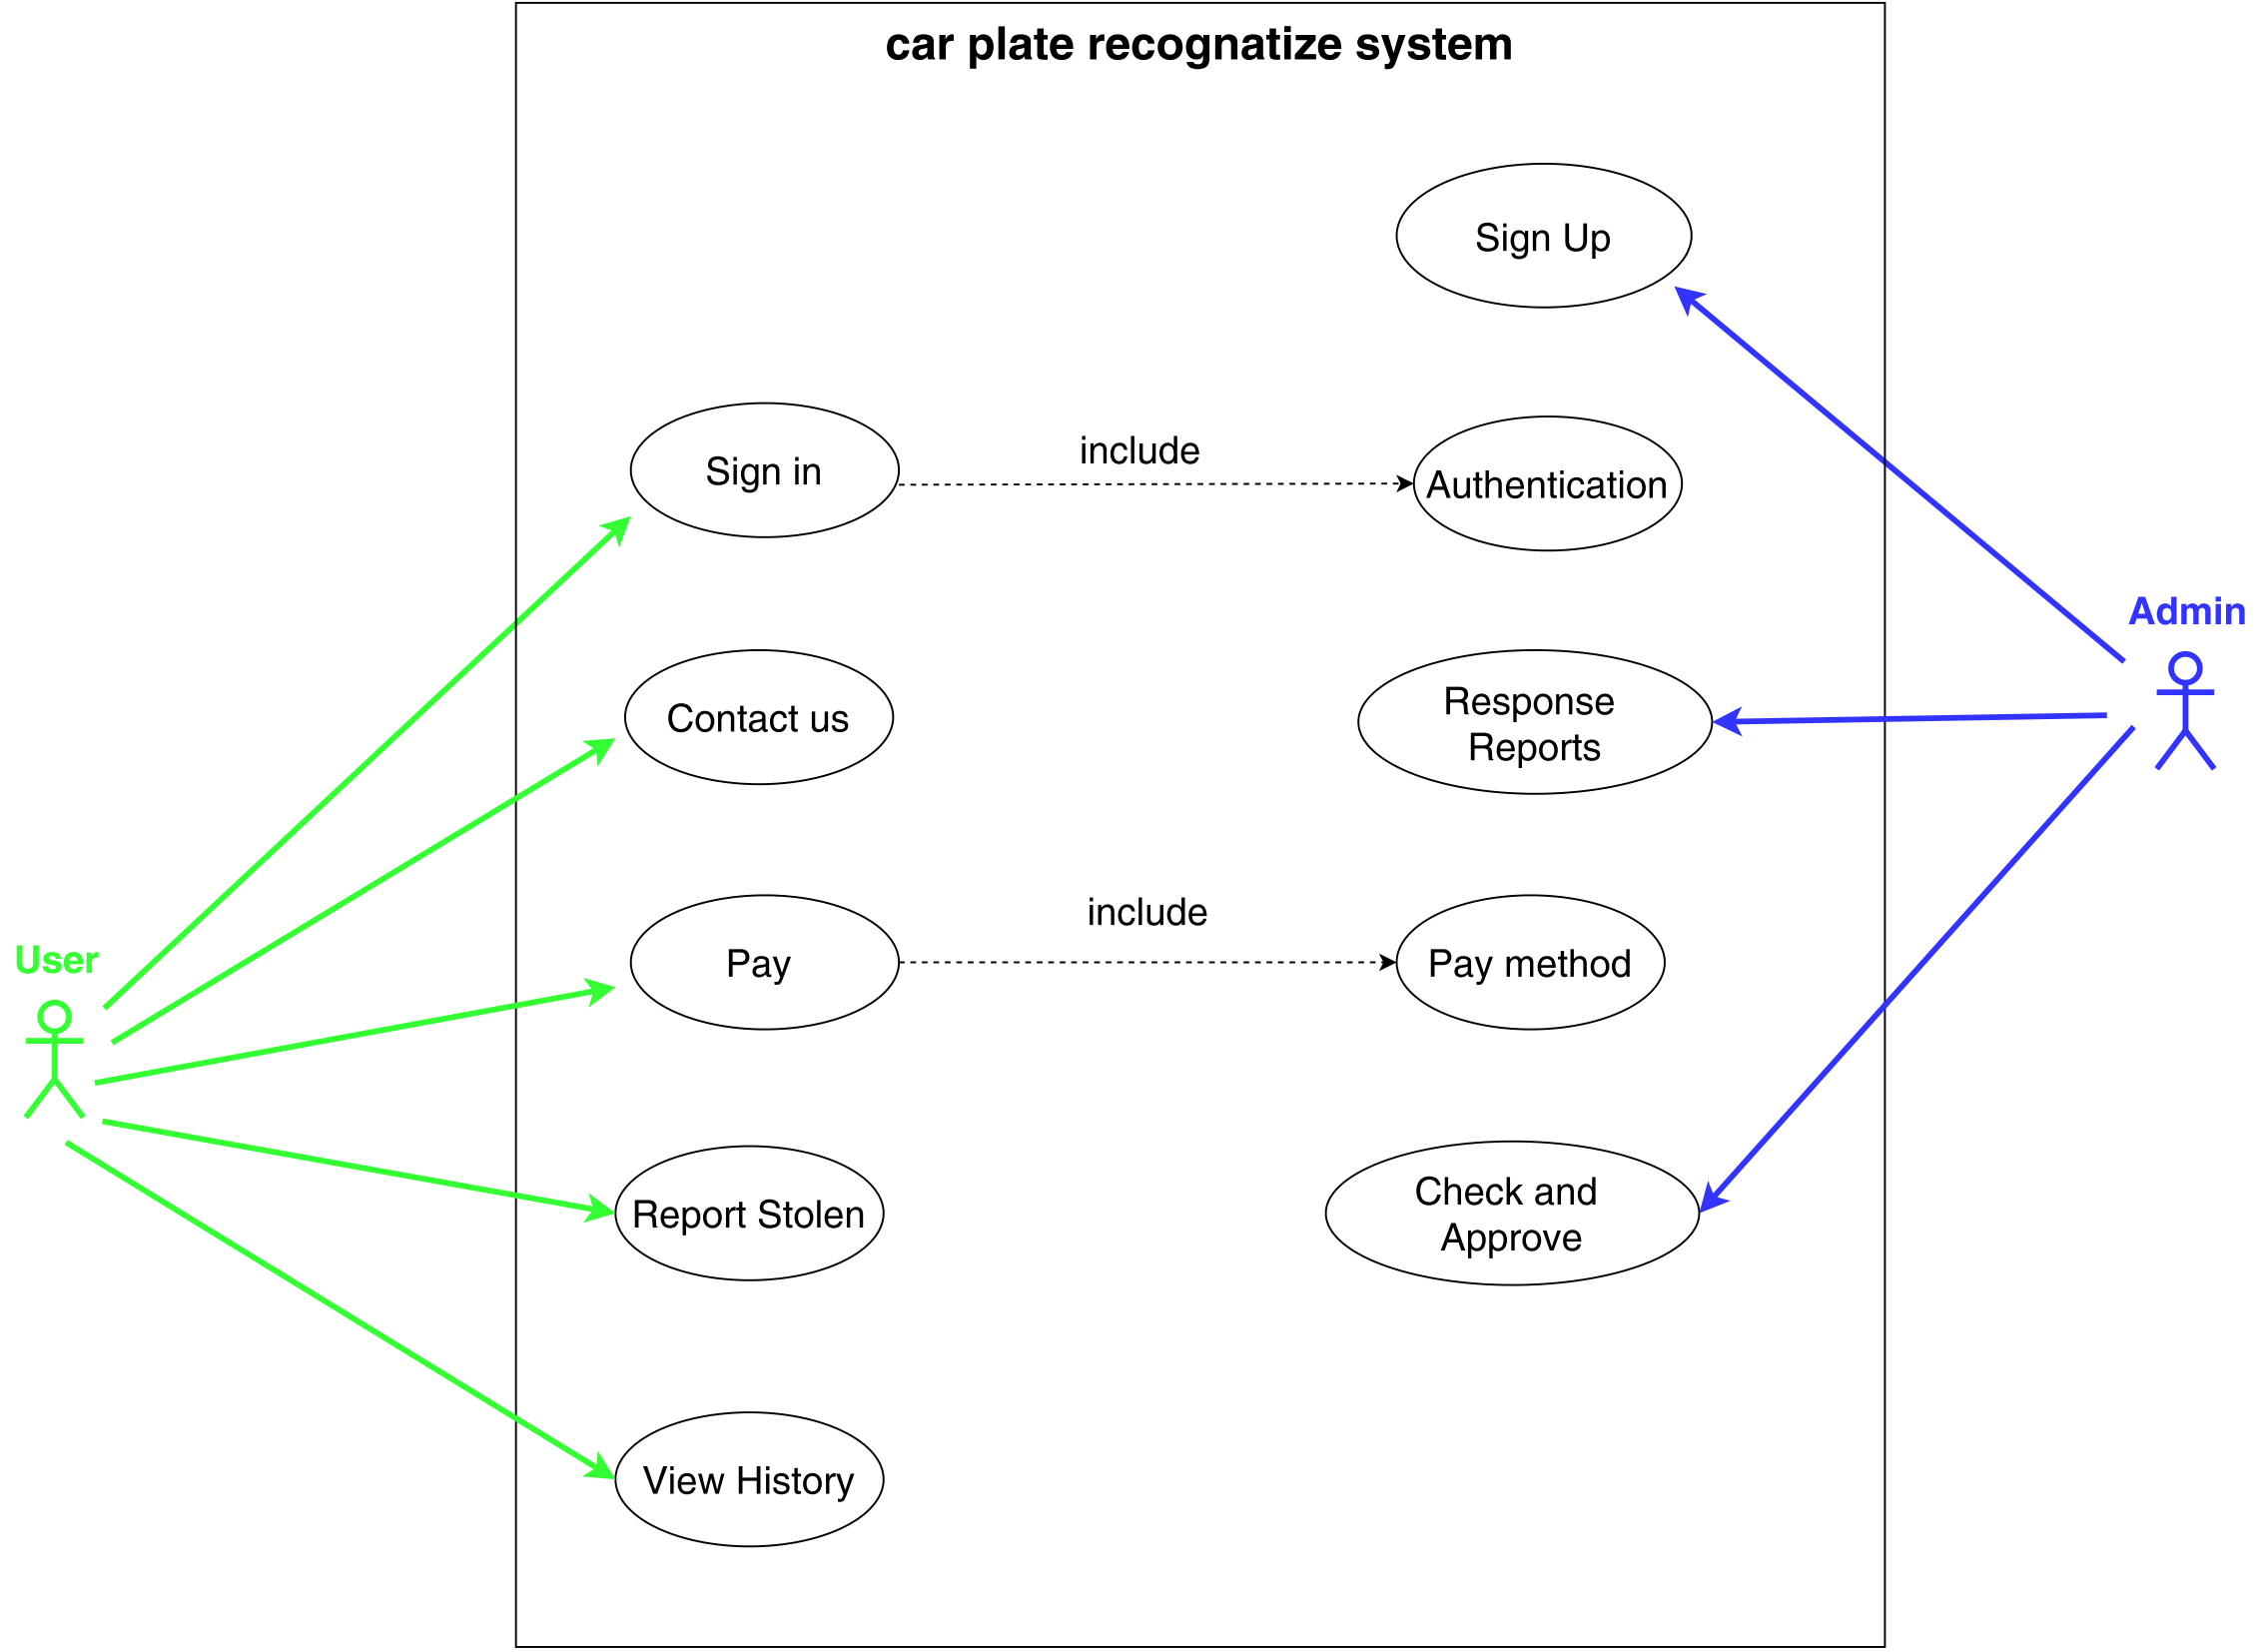 car plate recognatize system
Sign Up
Sign in
include
Authentication
Admin
Contact us
Response
Reports
User
Pay
include
Pay method
Report Stolen
Check and
Approve
View History